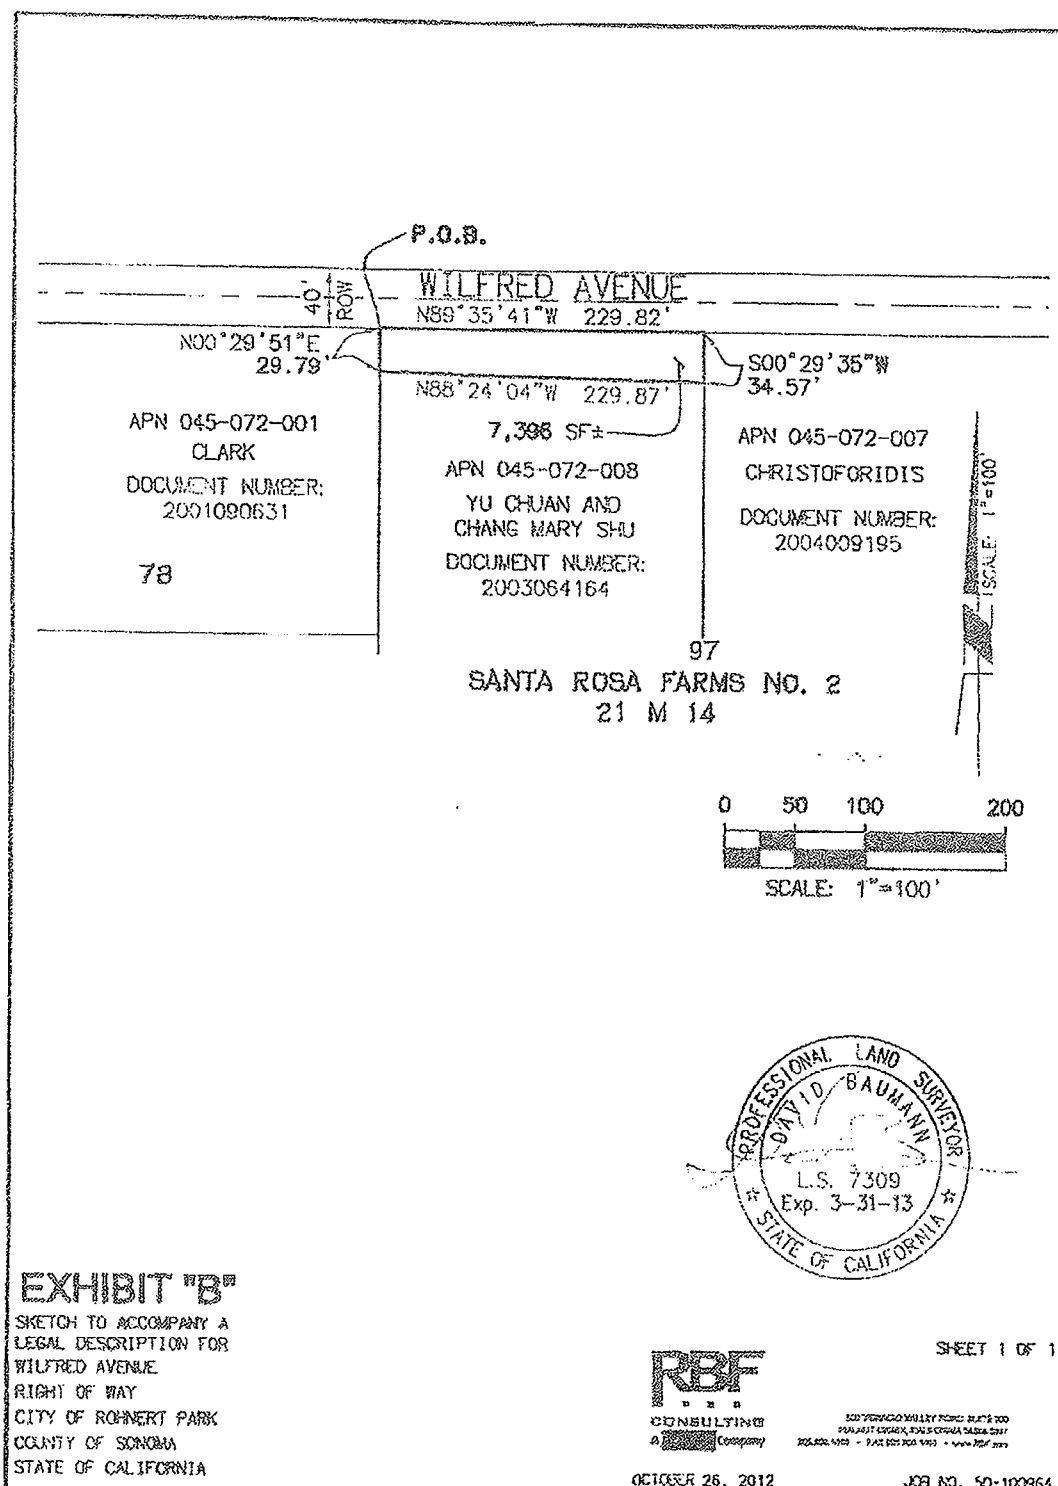 P.O.B.
WILFRED AVENUE
40'
ROW
N89°35'41"W 229.82'
N00°29'51"E
29.79'
S00°29'35"W
34.57'
N88°24'04"W 229.87'
7,396 SF±
APN 045-072-001
CLARK
DOCUMENT NUMBER:
2001090631
78
APN 045-072-008
YU CHUAN AND
CHANG MARY SHU
DOCUMENT NUMBER:
2003064164
APN 045-072-007
CHRISTOFORIDIS
DOCUMENT NUMBER:
2004009195
SCALE: 1"=100'
97
SANTA ROSA FARMS NO. 2
21 M 14
0 50 100 200
SCALE: 1"=100'
PROFESSIONAL LAND SURVEYOR
DAVID BAUMANN
L.S. 7309
Exp. 3-31-13
STATE OF CALIFORNIA
EXHIBIT "B"
SKETCH TO ACCOMPANY A
LEGAL DESCRIPTION FOR
WILFRED AVENUE
RIGHT OF WAY
CITY OF ROHNERT PARK
COUNTY OF SONOMA
STATE OF CALIFORNIA
SHEET 1 OF 1
RBF
CONSULTING
A Company
OCTOBER 26, 2012
JOB NO. 50-100964